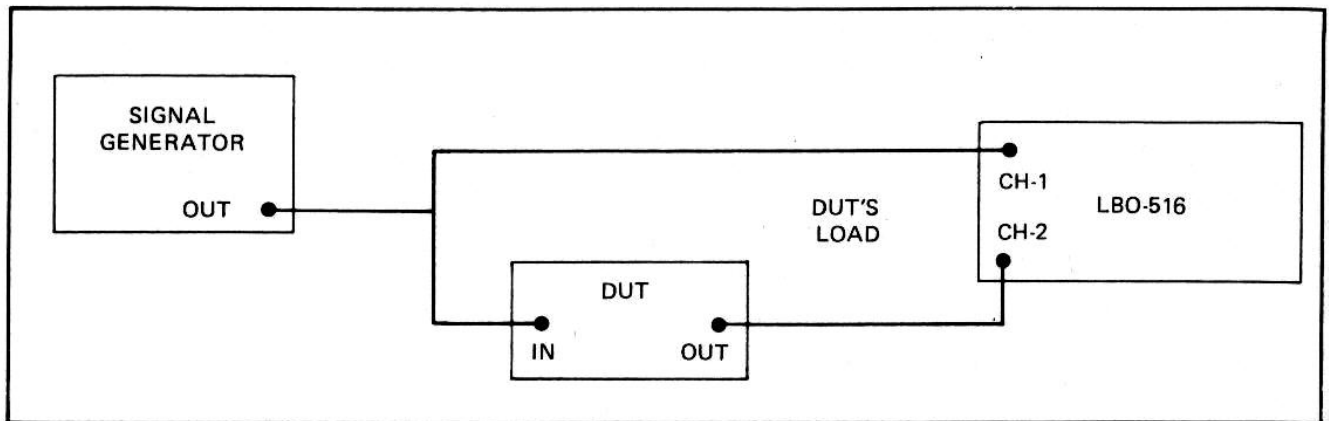 SIGNAL
GENERATOR
OUT
DUT'S
LOAD
CH-1
LBO-516
CH-2
DUT
IN
OUT